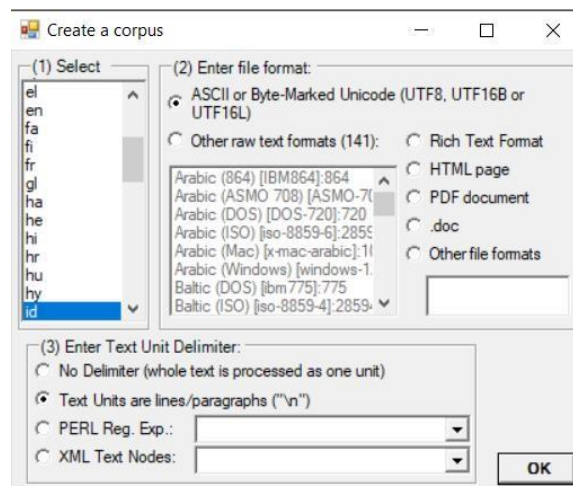 Create a corpus
(1) Select
el
en
fa
fi
fr
gl
ha
he
hi
hr
hu
hy
id
(2) Enter file format:
ASCII or Byte-Marked Unicode (UTF8, UTF16B or
UTF16L)
Other raw text formats (141):
Arabic (864) [IBM864]:864
Arabic (ASMO 708) [ASMO-70
Arabic (DOS) [DOS-720]:720
Arabic (ISO) [iso-8859-6]:2859
Arabic (Mac) [x-mac-arabic]:1(
Arabic (Windows) [windows-1.
Baltic (DOS) [ibm775]:775
Baltic (ISO) [iso-8859-4]:2859
Rich Text Format
HTML page
PDF document
.doc
Other file formats
(3) Enter Text Unit Delimiter:
No Delimiter (whole text is processed as one unit)
Text Units are lines/paragraphs ("\n")
PERL Reg. Exp.:
XML Text Nodes:
OK